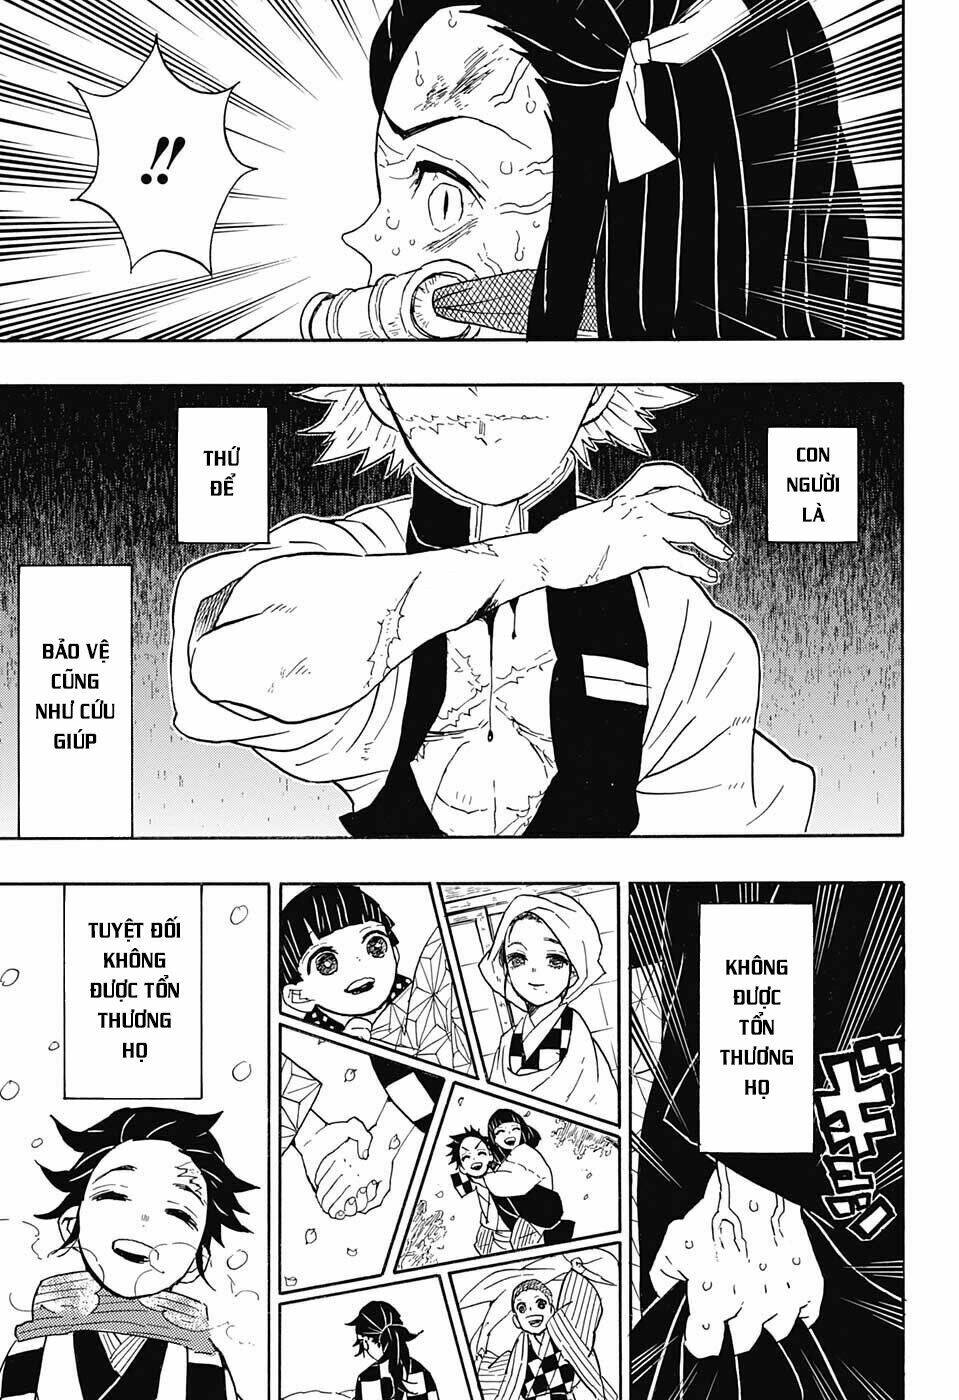 !!
CON
NGƯỜI
LÀ
THỨ
ĐỂ
BẢO VỆ
CŨNG
NHƯ CỨU
GIÚP
KHÔNG
ĐƯỢC
TỔN
THƯƠNG
HỌ
TUYỆT ĐỐI
KHÔNG
ĐƯỢC TỔN
THƯƠNG
HỌ